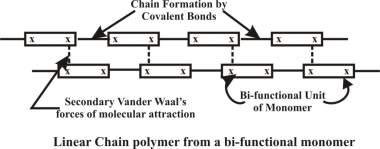 Chain Formation by
Covalent Bonds
x x x x x x x x
x x x x x x x x
Secondary Vander Waal's
forces of molecular attraction
Bi-functional Unit
of Monomer
Linear Chain polymer from a bi-functional monomer